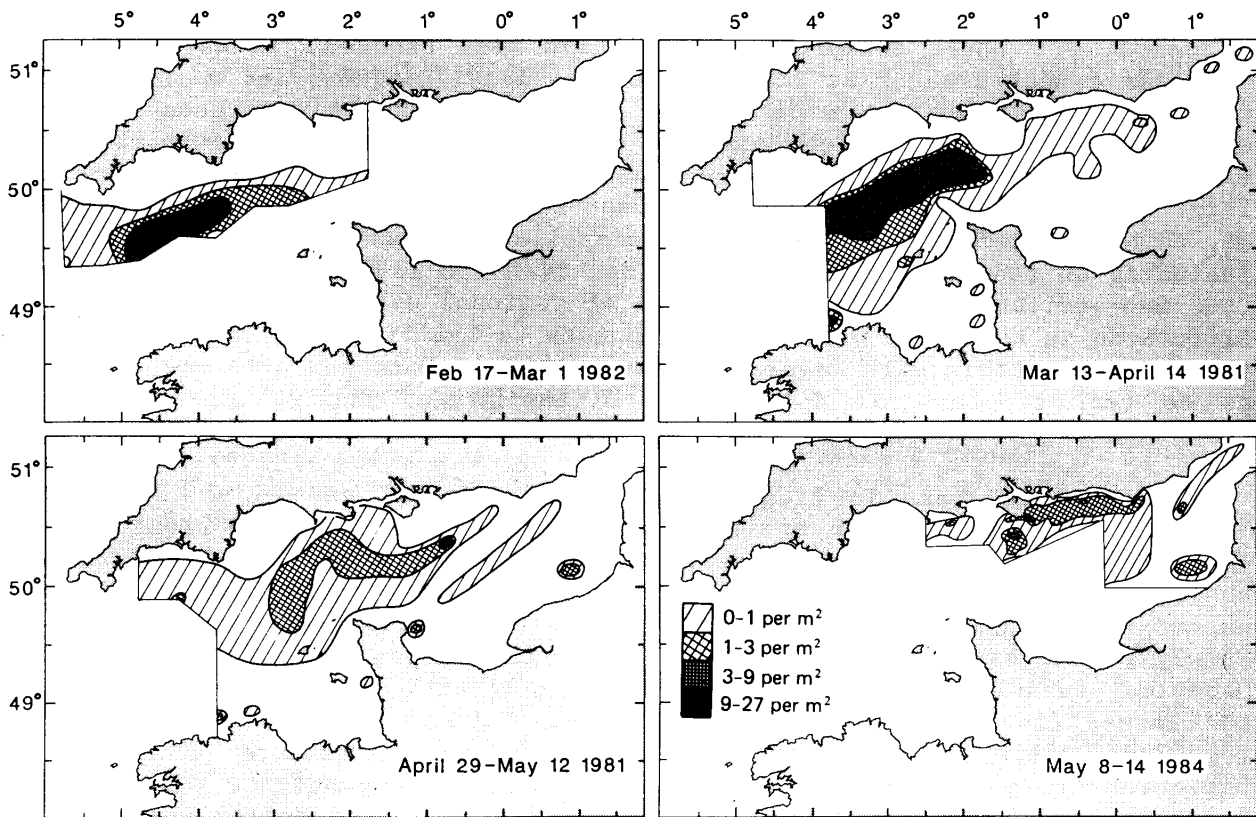 5° 4° 3° 2° 1° 0° 1° 5° 4° 3° 2° 1° 0° 1°
51°
50°
49°
Feb 17–Mar 1 1982
Mar 13–April 14 1981
51°
50°
49°
0–1 per m²
1–3 per m²
3–9 per m²
9–27 per m²
April 29–May 12 1981
May 8–14 1984